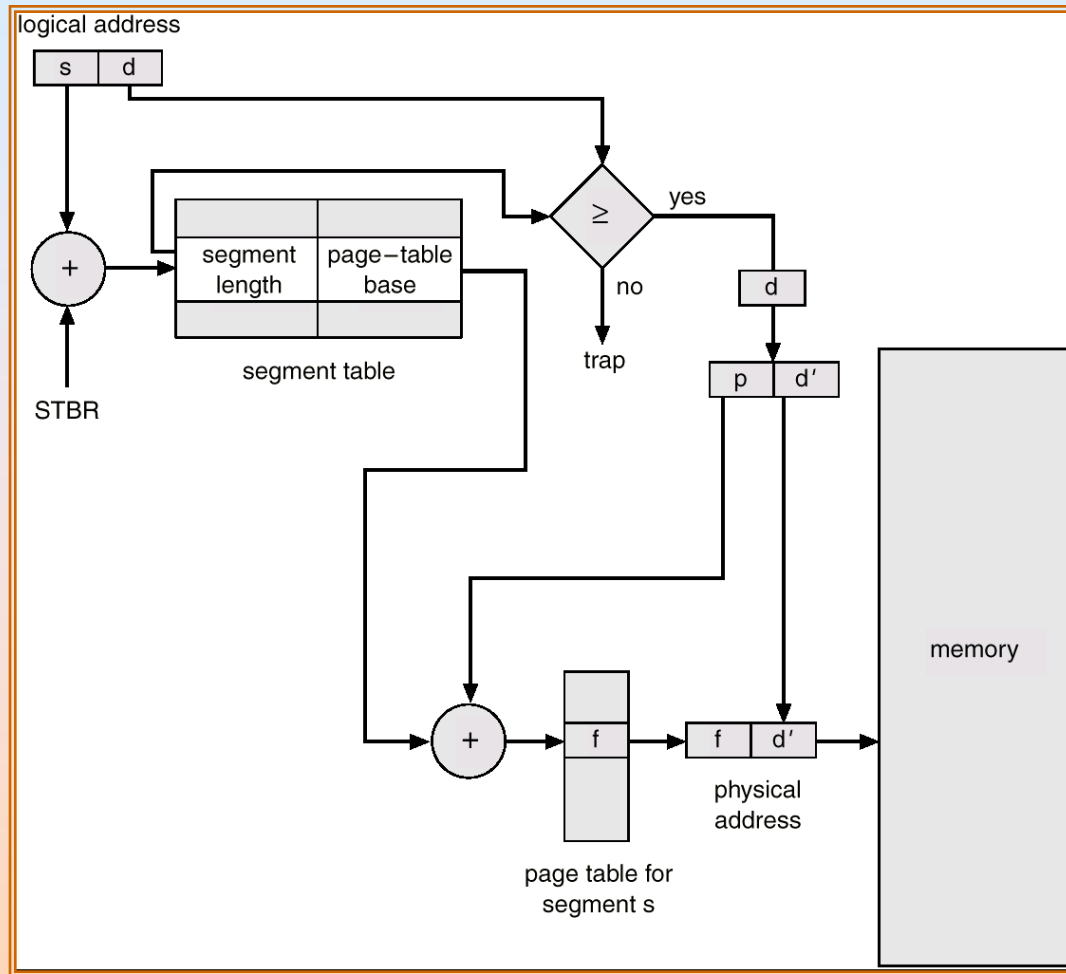 logical address
s d
≥
yes
segment length
page–table base
+
no
d
trap
segment table
p d′
STBR
memory
+
f
f d′
physical address
page table for
segment s